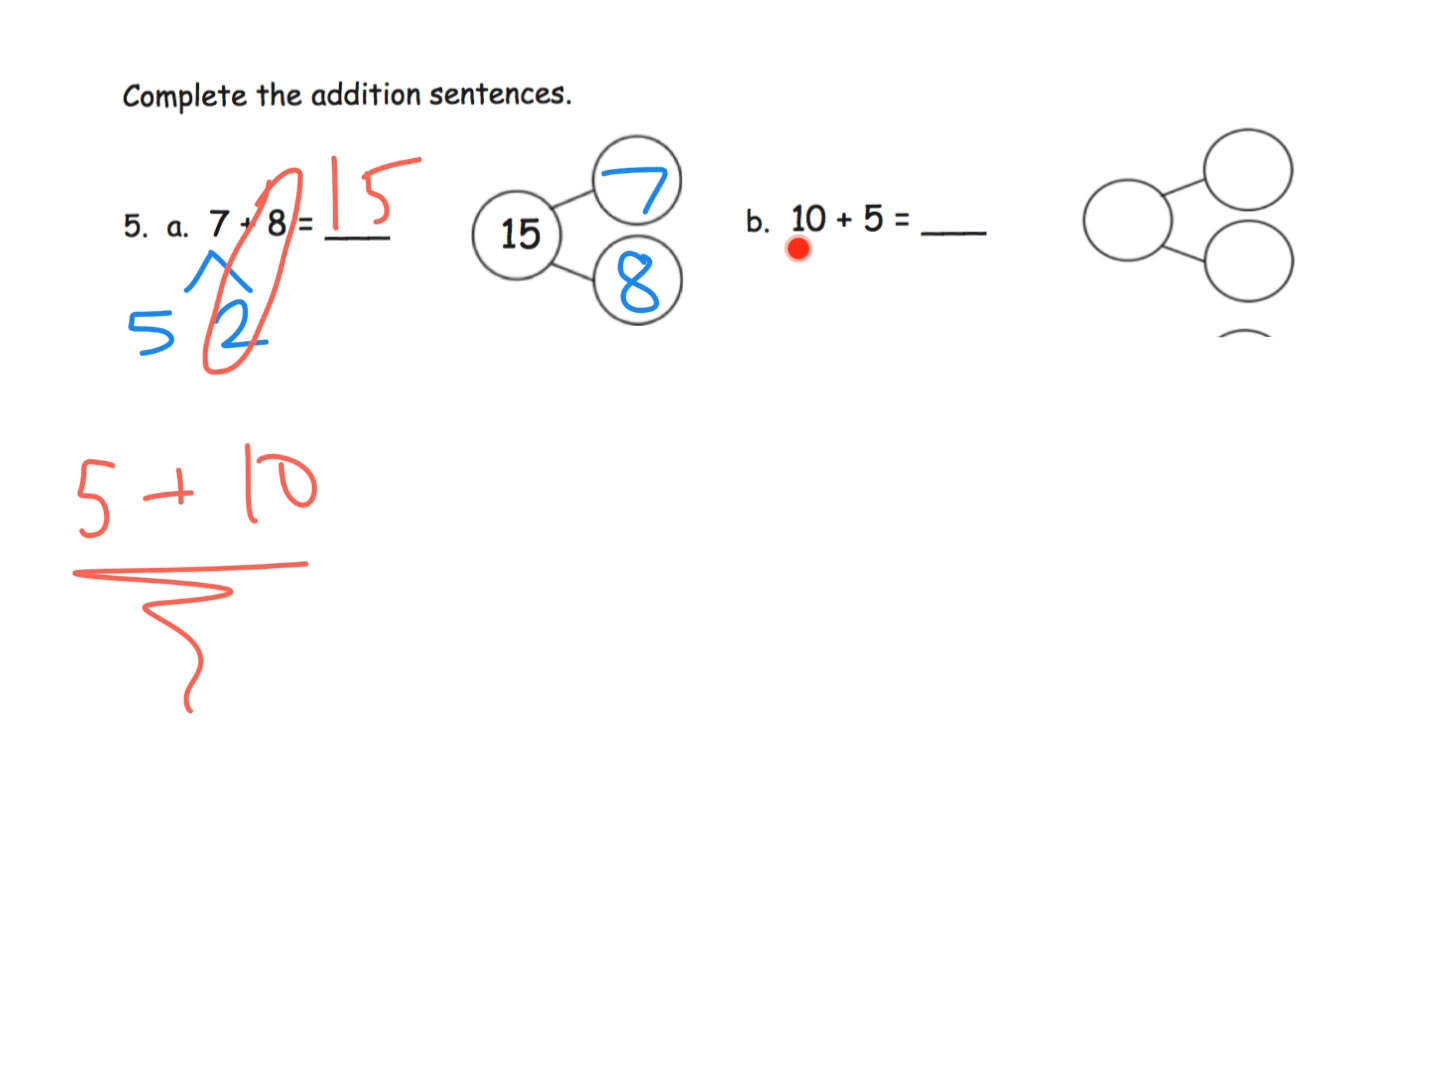 Complete the addition sentences.
5. a. 7 + 8 = 15
5 2
15
7
8
b. 10 + 5 = ____
5 + 10